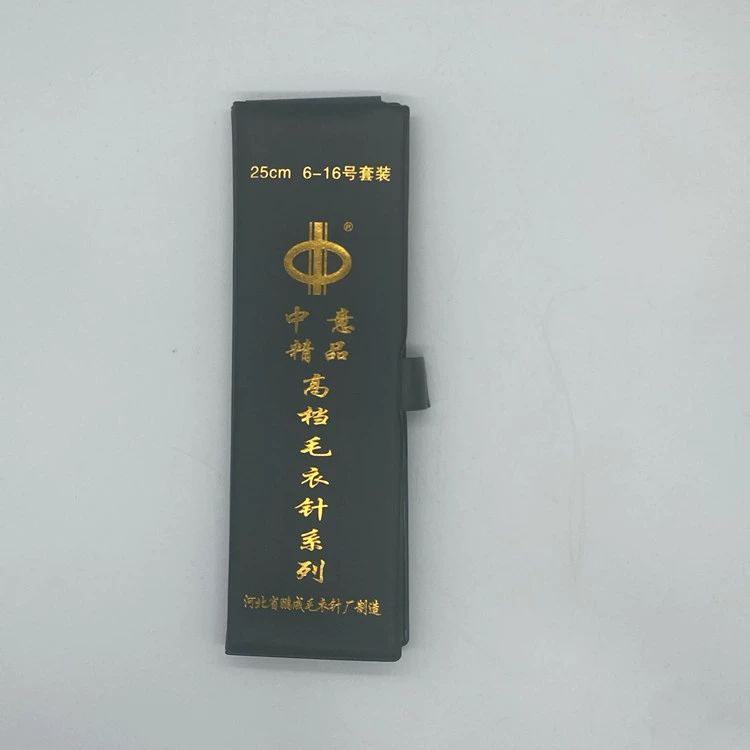 25cm 6-16号套装
®
中意
精品
高档毛衣针系列
河北省鹏成毛衣针厂制造